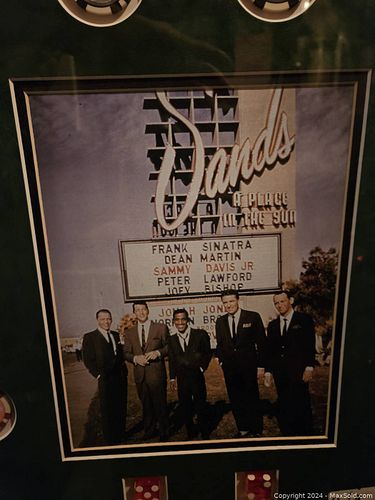 Sands
A PLACE
IN THE SUN
FRANK SINATRA
DEAN MARTIN
SAMMY DAVIS JR
PETER LAWFORD
JOEY BISHOP
Copyright 2024 - MaxSold.com